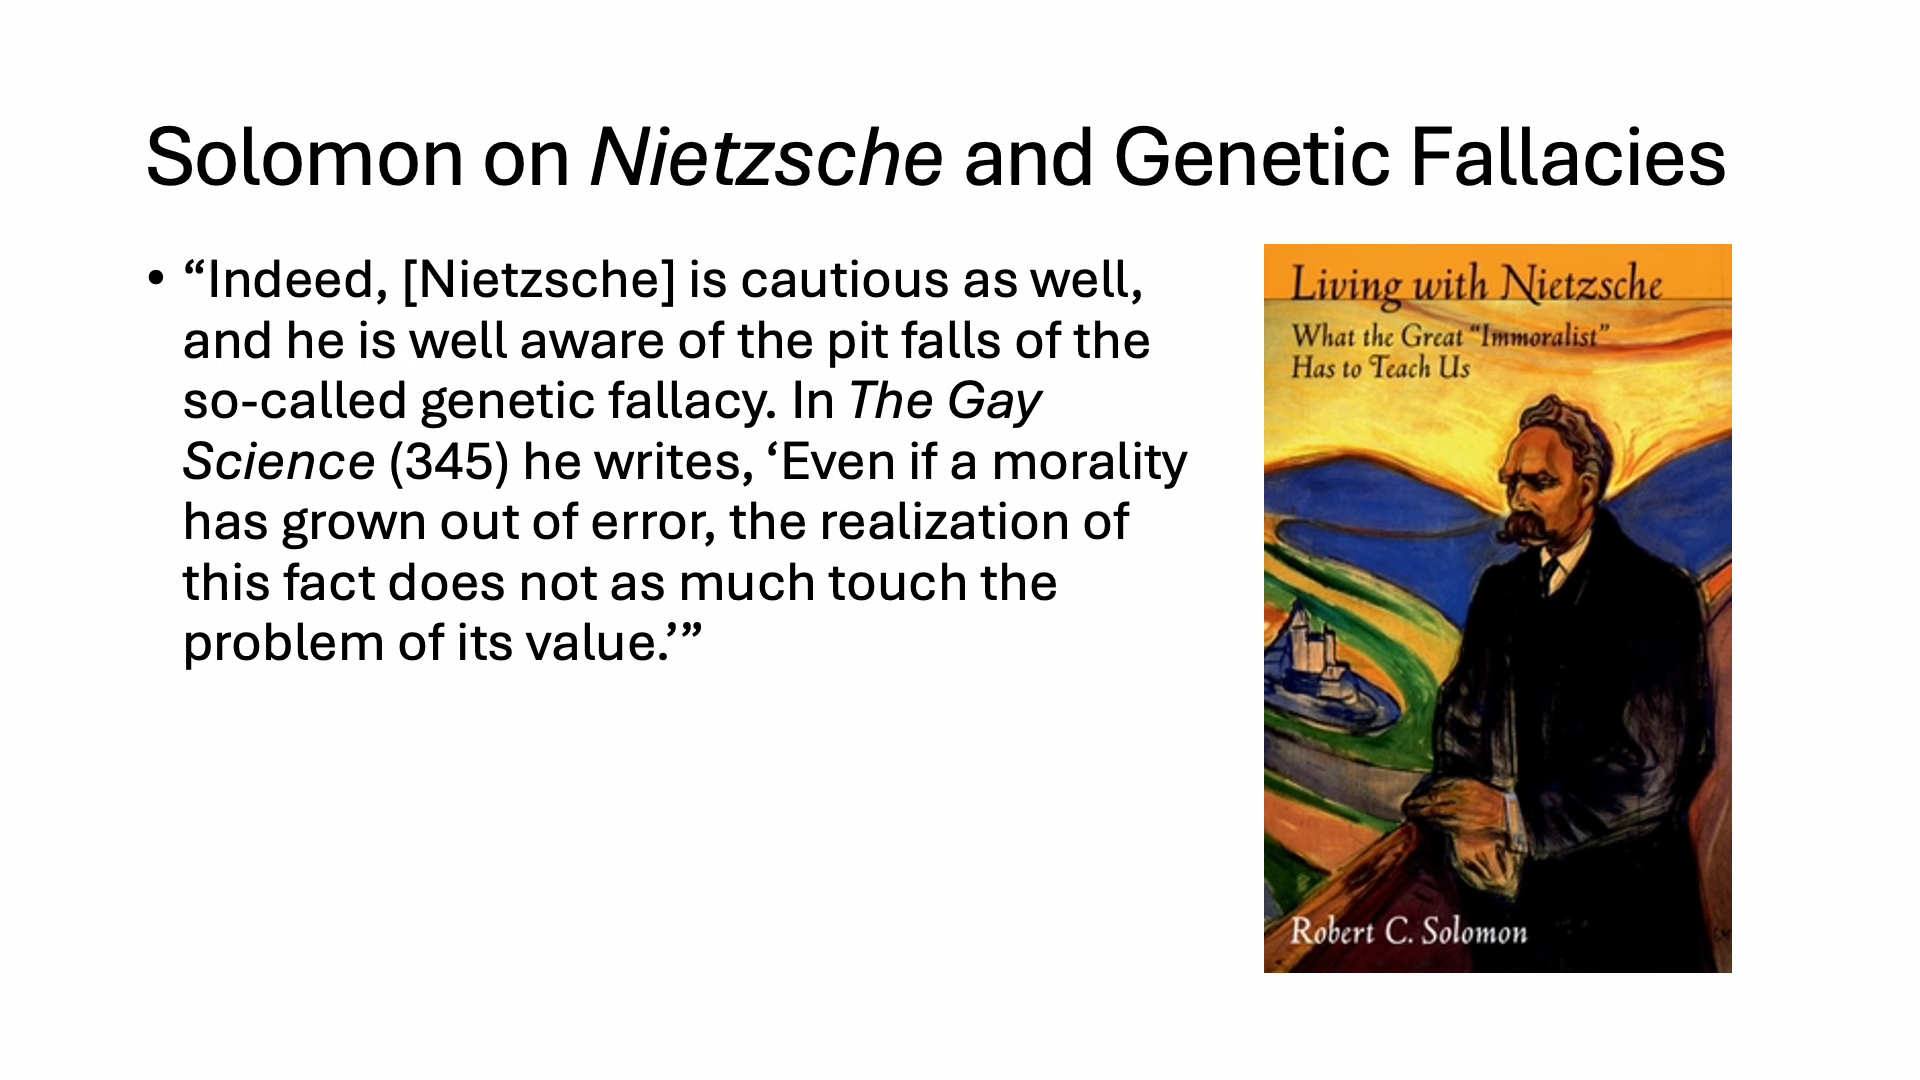 Solomon on Nietzsche and Genetic Fallacies
• “Indeed, [Nietzsche] is cautious as well,
and he is well aware of the pit falls of the
so-called genetic fallacy. In The Gay
Science (345) he writes, ‘Even if a morality
has grown out of error, the realization of
this fact does not as much touch the
problem of its value.’”
Living with Nietzsche
What the Great “Immoralist”
Has to Teach Us
Robert C. Solomon